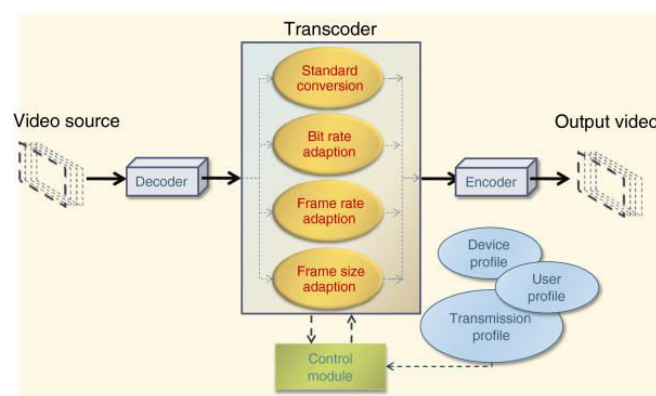 Transcoder
Standard
conversion
Video source
Bit rate
adaption
Output video
Decoder
Encoder
Frame rate
adaption
Device
profile
Frame size
adaption
User
profile
Transmission
profile
Control
module